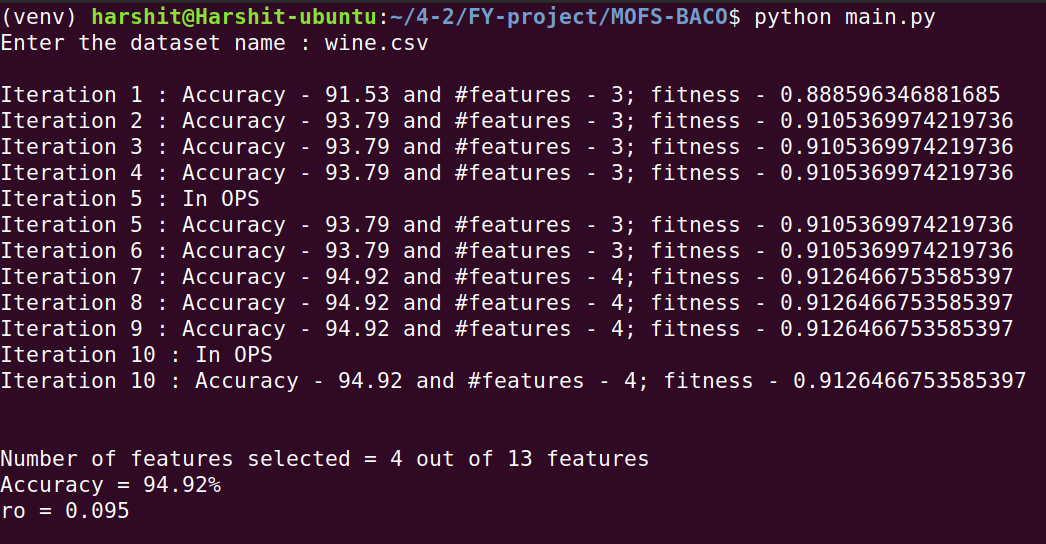 (venv) harshit@Harshit-ubuntu:~/4-2/FY-project/MOFS-BACO$ python main.py
Enter the dataset name : wine.csv
Iteration 1 : Accuracy - 91.53 and #features - 3; fitness - 0.888596346881685
Iteration 2 : Accuracy - 93.79 and #features - 3; fitness - 0.9105369974219736
Iteration 3 : Accuracy - 93.79 and #features - 3; fitness - 0.9105369974219736
Iteration 4 : Accuracy - 93.79 and #features - 3; fitness - 0.9105369974219736
Iteration 5 : In OPS
Iteration 5 : Accuracy - 93.79 and #features - 3; fitness - 0.9105369974219736
Iteration 6 : Accuracy - 93.79 and #features - 3; fitness - 0.9105369974219736
Iteration 7 : Accuracy - 94.92 and #features - 4; fitness - 0.9126466753585397
Iteration 8 : Accuracy - 94.92 and #features - 4; fitness - 0.9126466753585397
Iteration 9 : Accuracy - 94.92 and #features - 4; fitness - 0.9126466753585397
Iteration 10 : In OPS
Iteration 10 : Accuracy - 94.92 and #features - 4; fitness - 0.9126466753585397
Number of features selected = 4 out of 13 features
Accuracy = 94.92%
ro = 0.095